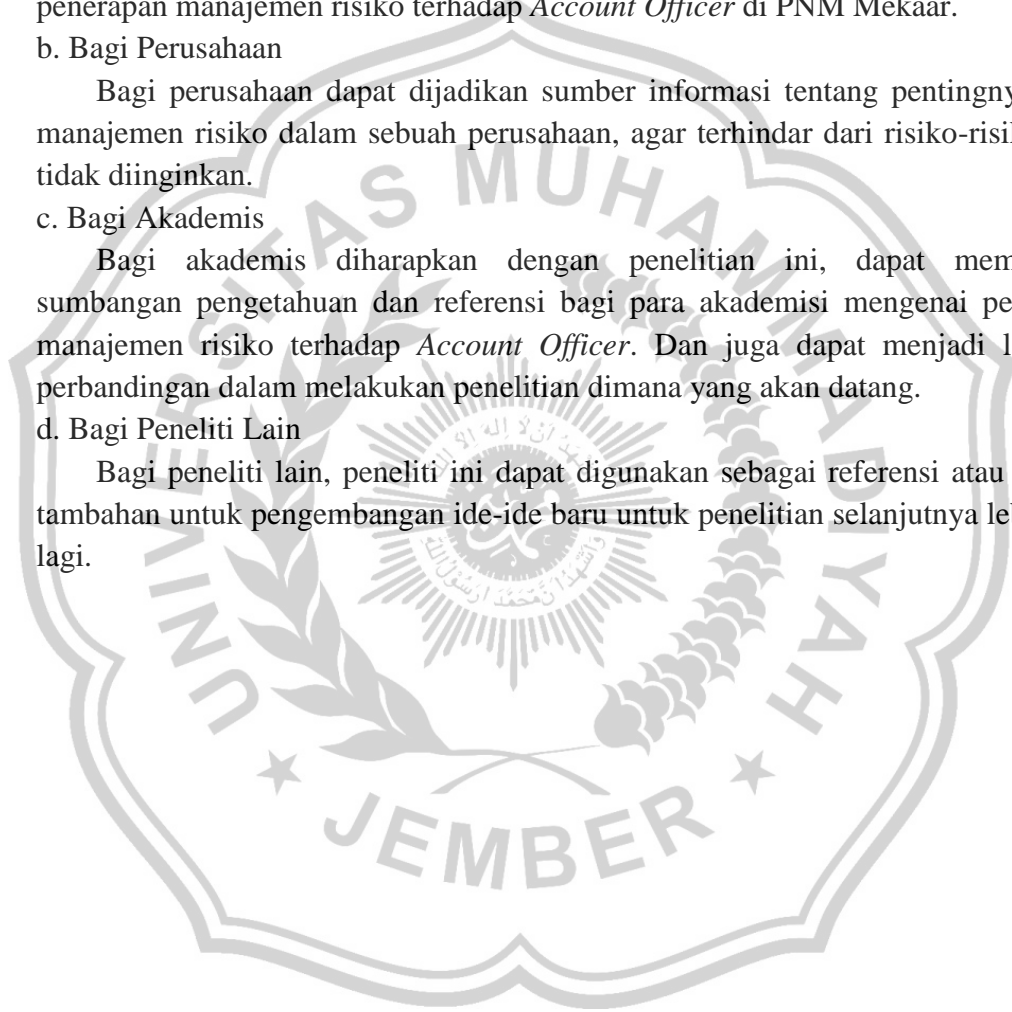 penerapan manajemen risiko terhadap Account Officer di PNM Mekaar.
b. Bagi Perusahaan
Bagi perusahaan dapat dijadikan sumber informasi tentang pentingny
manajemen risiko dalam sebuah perusahaan, agar terhindar dari risiko-risil
tidak diinginkan.
c. Bagi Akademis
Bagi akademis diharapkan dengan penelitian ini, dapat mem
sumbangan pengetahuan dan referensi bagi para akademisi mengenai pe
manajemen risiko terhadap Account Officer. Dan juga dapat menjadi l
perbandingan dalam melakukan penelitian dimana yang akan datang.
d. Bagi Peneliti Lain
Bagi peneliti lain, peneliti ini dapat digunakan sebagai referensi atau
tambahan untuk pengembangan ide-ide baru untuk penelitian selanjutnya le
lagi.
UNIVERSITAS MUHAMMADIYAH
JEMBER